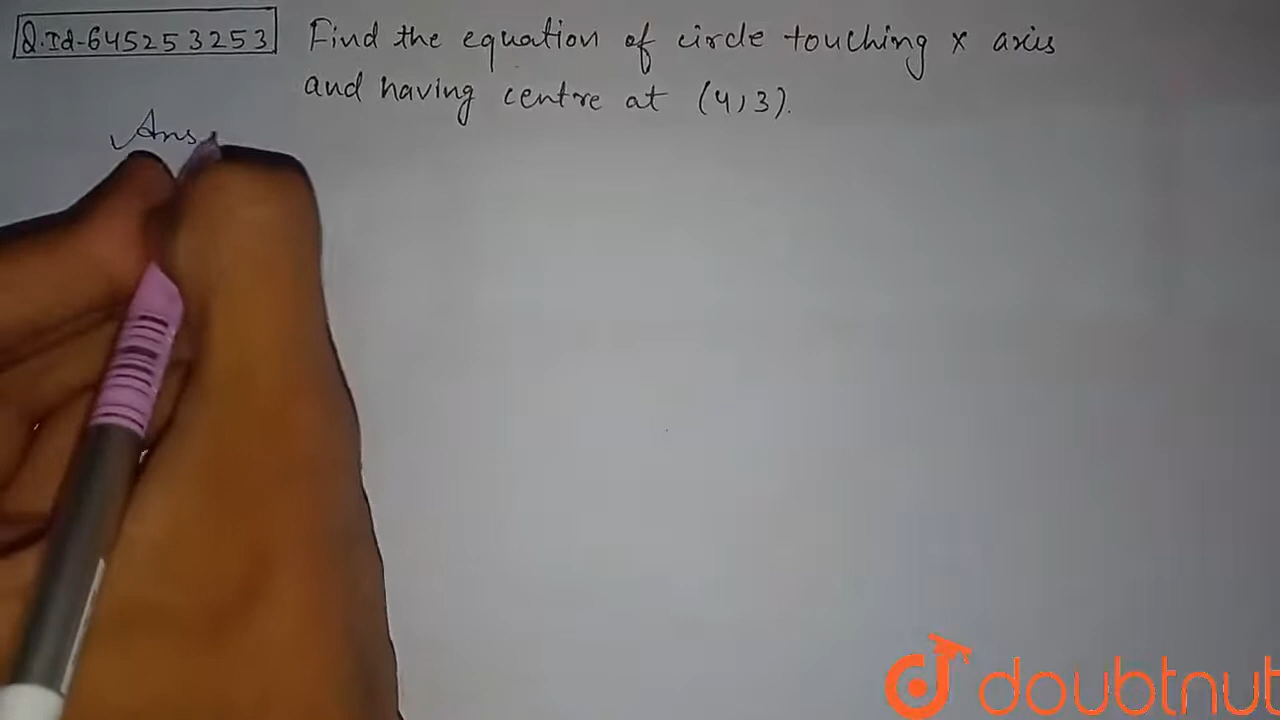 Q.Id-645253253 Find the equation of circle touching x axis
and having centre at (4,3).
Ans
doubtnut